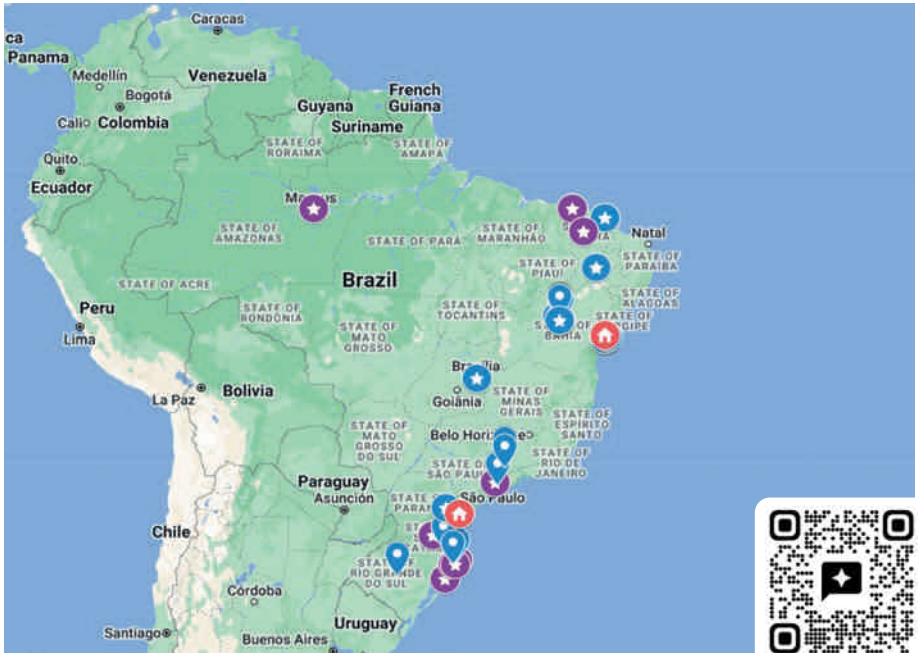 Caracas
ca
Panama
Medellín
Venezuela
Bogotá
Guyana
French
Guiana
Cali
Colombia
Suriname
STATE OF
RORAIMA
STATE OF
AMAPÁ
Quito
Ecuador
Natal
STATE OF
AMAZONAS
STATE OF PARÁ
STATE OF
MARANHÃO
STATE OF
PARAÍBA
STATE OF
PIAUÍ
Brazil
STATE OF ACRE
STATE OF
RONDÔNIA
STATE OF
TOCANTINS
STATE OF
ALAGOAS
Peru
Lima
STATE OF
MATO
GROSSO
BAHIA
La Paz
Bolivia
Goiânia
STATE OF
MINAS
GERAIS
STATE OF
ESPÍRITO
SANTO
STATE OF
MATO
GROSSO
DO SUL
STATE OF
RIO DE
JANEIRO
Paraguay
Asunción
São Paulo
Chile
STATE OF
RIO GRANDE
DO SUL
Córdoba
Uruguay
Santiago
Buenos Aires